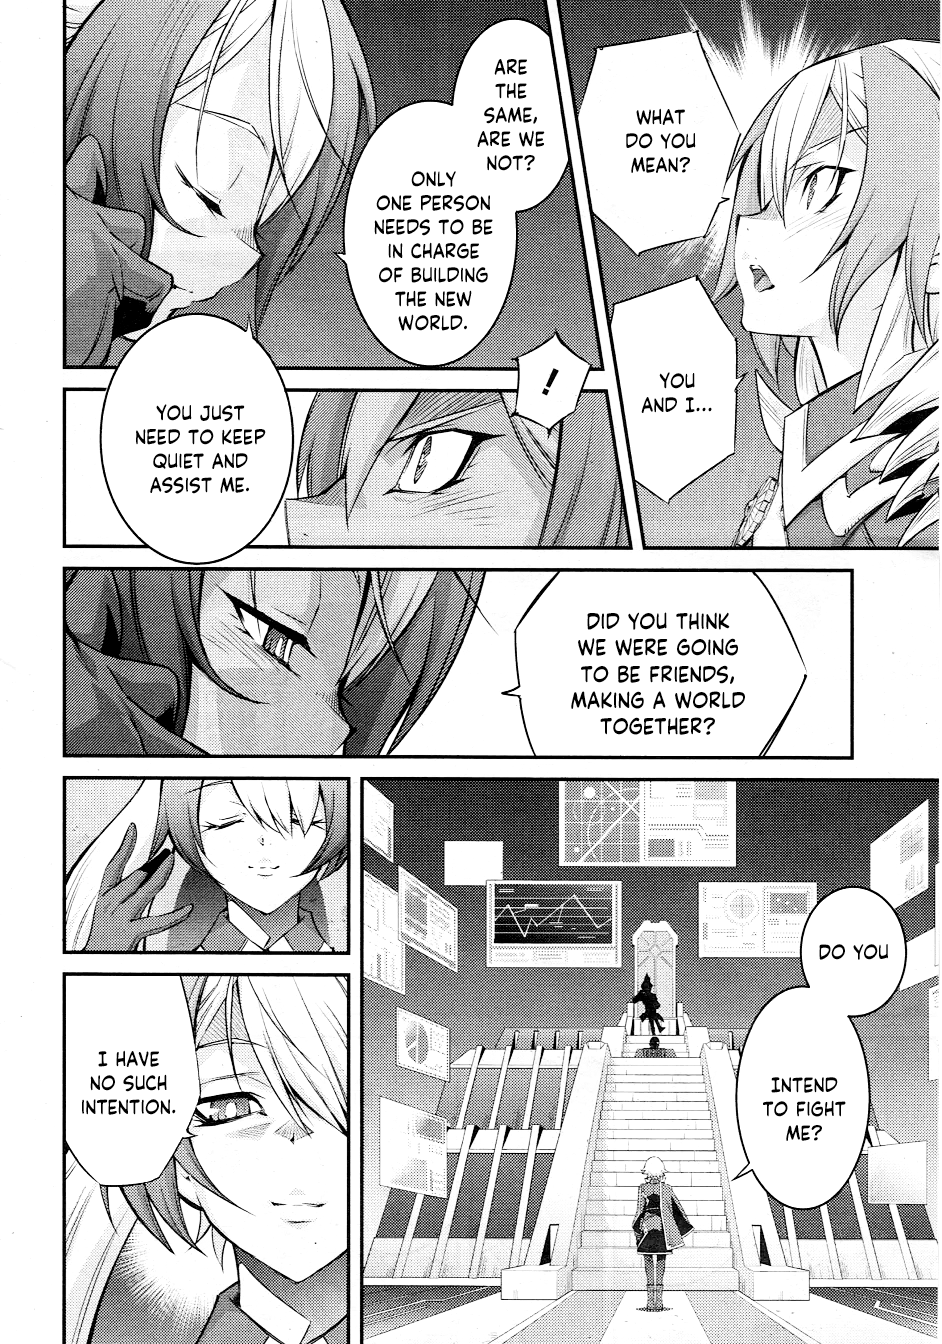 WHAT
DO YOU
MEAN?
YOU
AND I...
ARE
THE
SAME,
ARE WE
NOT?
ONLY
ONE PERSON
NEEDS TO BE
IN CHARGE
OF BUILDING
THE NEW
WORLD.
!
YOU JUST
NEED TO KEEP
QUIET AND
ASSIST ME.
DID YOU THINK
WE WERE GOING
TO BE FRIENDS,
MAKING A WORLD
TOGETHER?
DO YOU
INTEND
TO FIGHT
ME?
I HAVE
NO SUCH
INTENTION.